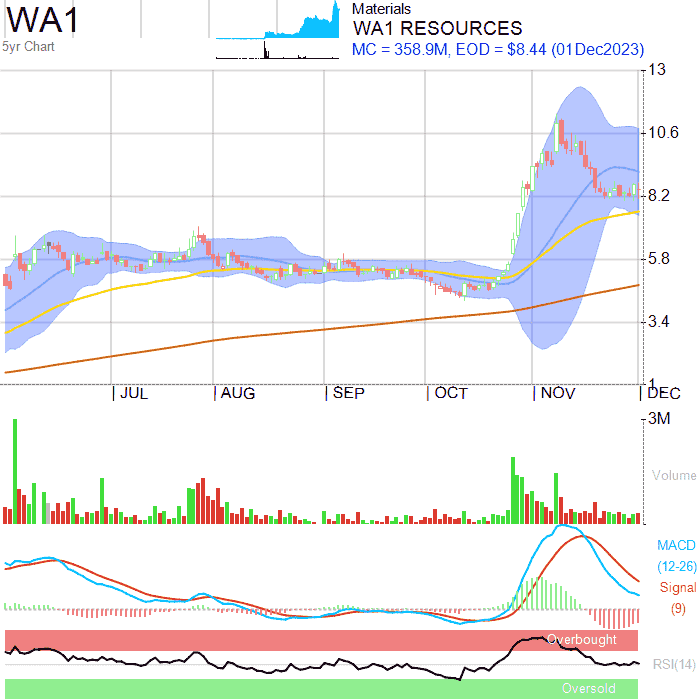 WA1
5yr Chart
Materials
WA1 RESOURCES
MC = 358.9M, EOD = $8.44 (01Dec2023)
13
10.6
8.2
5.8
3.4
1
JUL
AUG
SEP
OCT
NOV
DEC
3M
Volume
MACD
(12-26)
Signal
(9)
Overbought
RSI(14)
Oversold